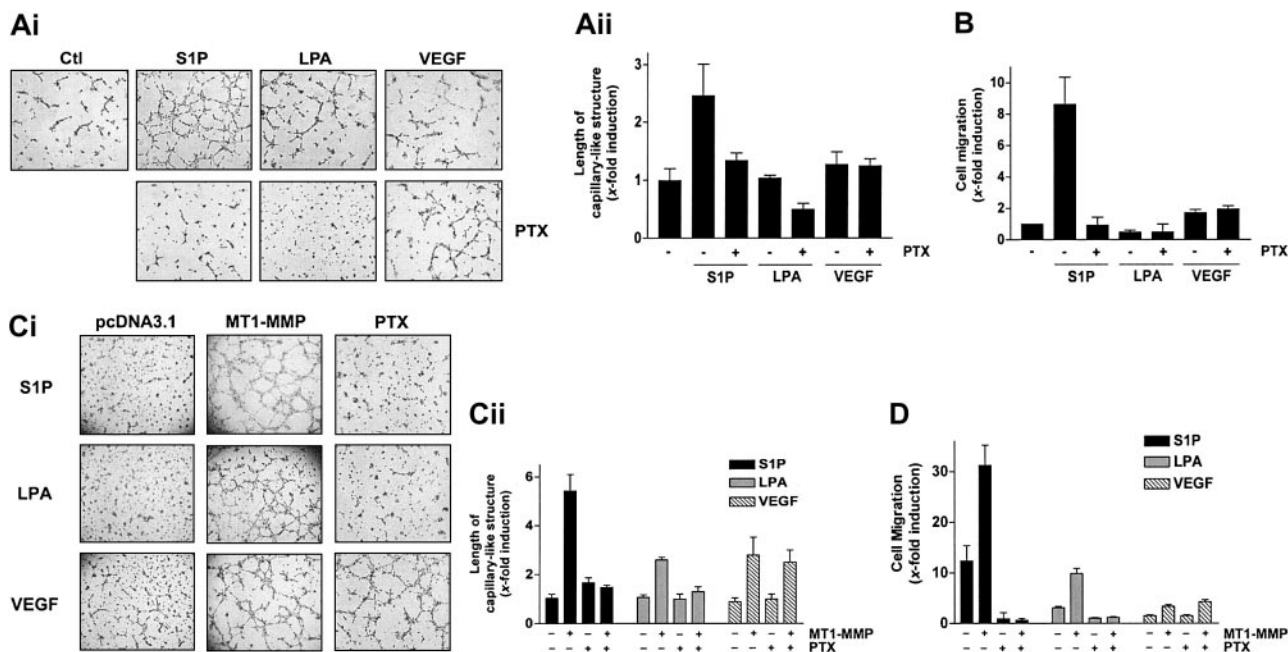 Ai
Ctl S1P LPA VEGF
PTX
Aii
Length of
capillary-like structure
(x-fold induction)
3
2
1
0
- - + - + - + PTX
S1P LPA VEGF
B
Cell migration
(x-fold induction)
10
8
6
4
2
0
- - + - + - + PTX
S1P LPA VEGF
Ci
pcDNA3.1 MT1-MMP PTX
S1P
LPA
VEGF
Cii
Length of
capillary-like structure
(x-fold induction)
6
4
2
0
S1P
LPA
VEGF
− + − + − + − + − + − +
− − + + − − + + − − + +
D
Cell Migration
(x-fold induction)
30
20
10
0
S1P
LPA
VEGF
− + − + − + − + − + − + MT1-MMP
− − + + − − + + − − + + PTX